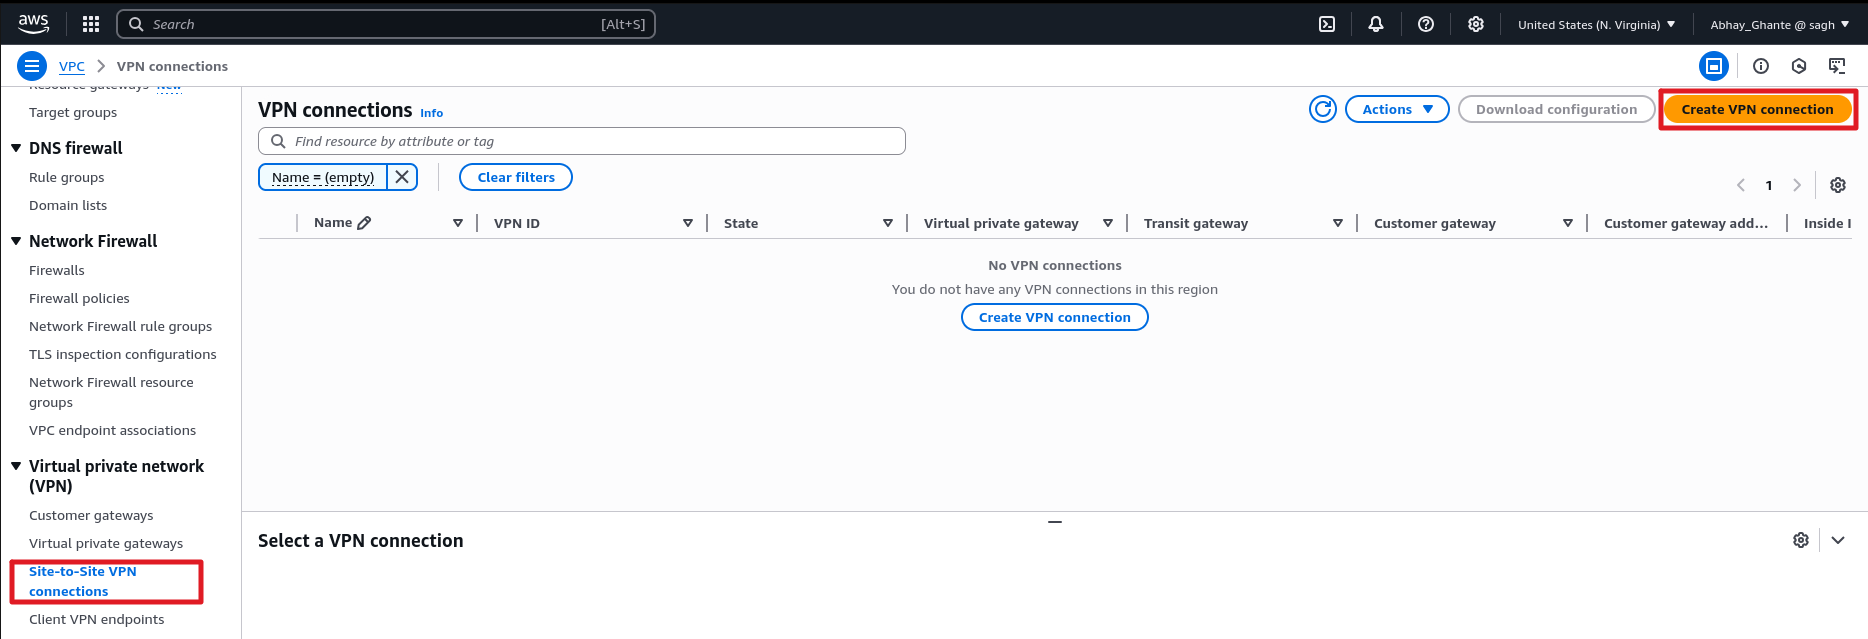 aws
Search
[Alt+S]
United States (N. Virginia)
Abhay_Ghante @ sagh
VPC
VPN connections
Resource gateways New
Target groups
DNS firewall
Rule groups
Domain lists
Network Firewall
Firewalls
Firewall policies
Network Firewall rule groups
TLS inspection configurations
Network Firewall resource
groups
VPC endpoint associations
Virtual private network
(VPN)
Customer gateways
Virtual private gateways
Site-to-Site VPN
connections
Client VPN endpoints
VPN connections Info
Actions
Download configuration
Create VPN connection
Find resource by attribute or tag
Name = (empty)
Clear filters
1
Name
VPN ID
State
Virtual private gateway
Transit gateway
Customer gateway
Customer gateway add...
Inside I
No VPN connections
You do not have any VPN connections in this region
Create VPN connection
Select a VPN connection